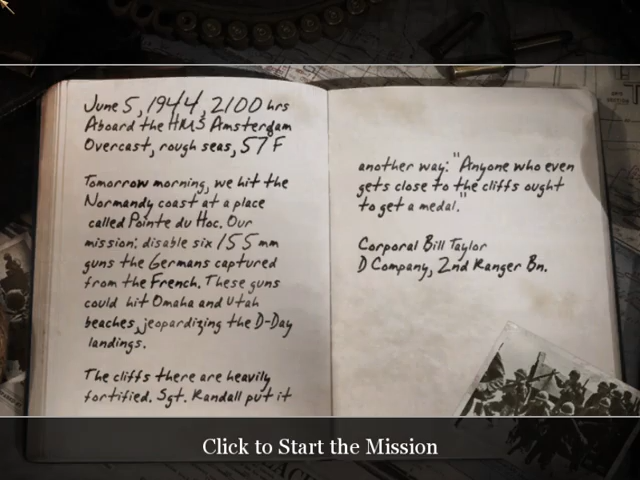 June 5, 1944, 2100 hrs
Aboard the HMS Amsterdam
Overcast, rough seas, 57 F
Tomorrow morning, we hit the
Normandy coast at a place
called Pointe du Hoc. Our
mission: disable six 155 mm
guns the Germans captured
from the French. These guns
could hit Omaha and Utah
beaches, jeopardizing the D-Day
landings.
The cliffs there are heavily
fortified. Sgt. Randall put it
another way: "Anyone who even
gets close to the cliffs ought
to get a medal."
Corporal Bill Taylor
D Company, 2nd Ranger Bn.
Click to Start the Mission